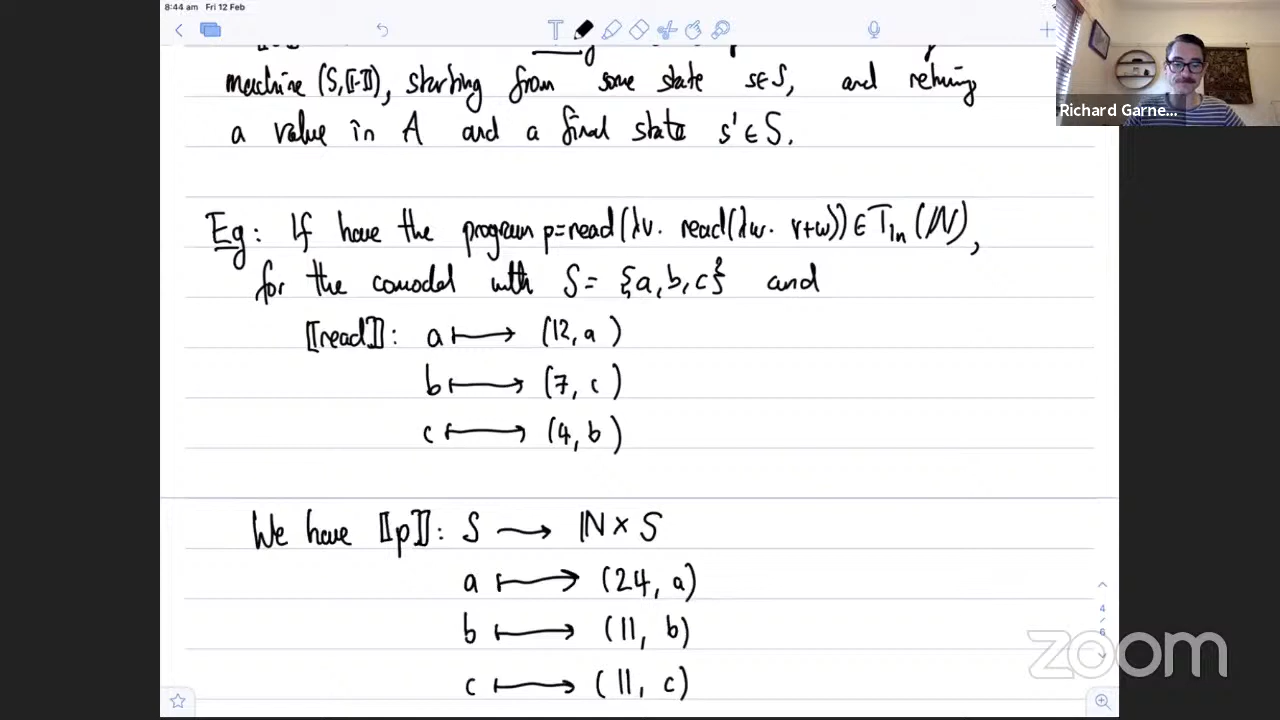 8:44 am Fri 12 Feb
machine (S, ⟦-⟧), starting from some state s∈S, and returning
a value in A and a final state s' ∈ S.
Eg: If have the program p=read(λv. read(λw. v+w)) ∈ T_In (ℕ),
for the comodel with S = {a, b, c} and
⟦read⟧: a ⟼ (12, a)
b ⟼ (7, c)
c ⟼ (4, b)
We have ⟦p⟧: S ⟶ ℕ × S
a ⟼ (24, a)
b ⟼ (11, b)
c ⟼ (11, c)
Richard Garne...
4
6
zoom